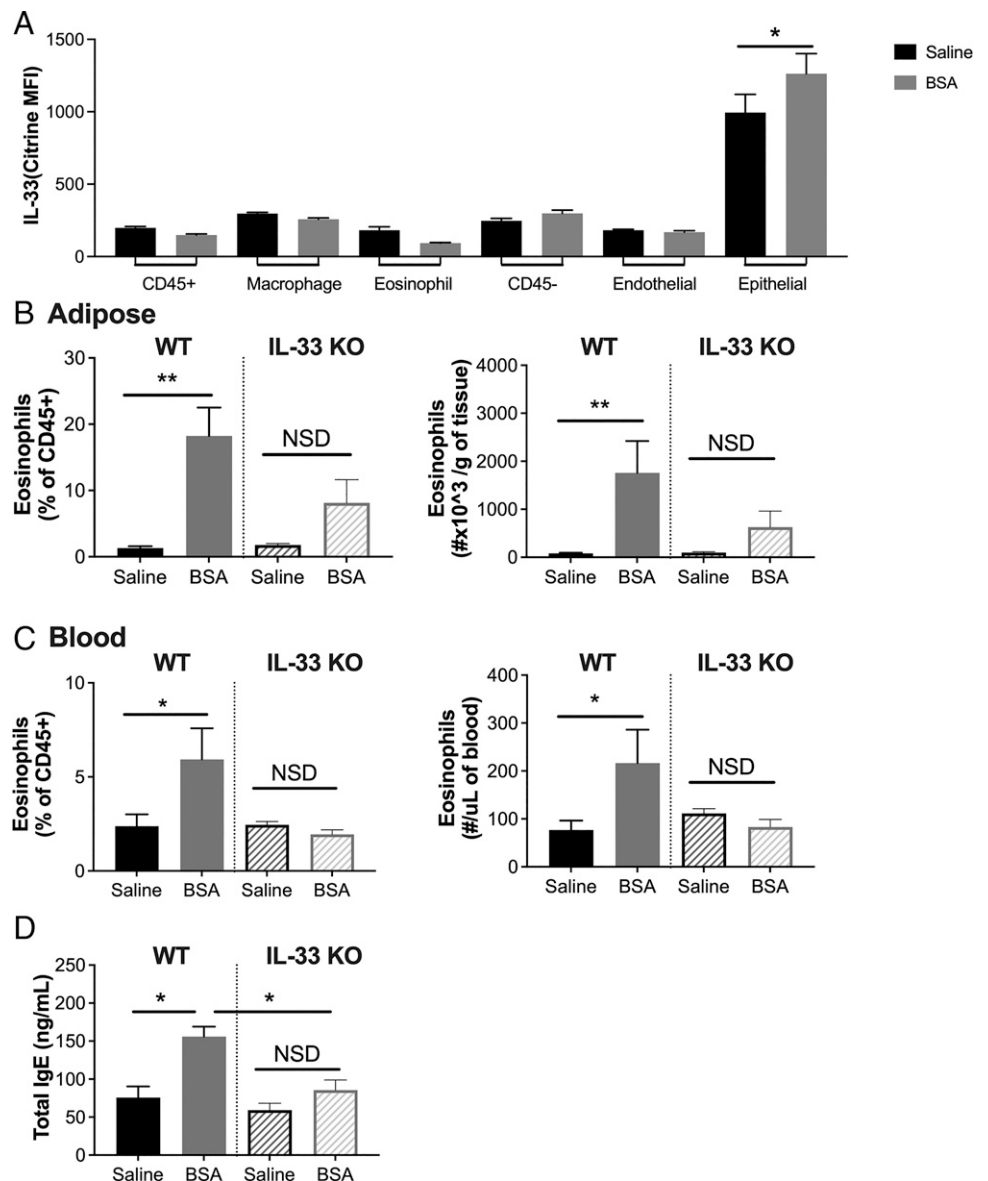 A
1500
1000
500
0
IL-33(Citrine MFI)
*
Saline
BSA
CD45+
Macrophage
Eosinophil
CD45-
Endothelial
Epithelial
B Adipose
WT
IL-33 KO
30
20
10
0
Eosinophils
(% of CD45+)
**
NSD
Saline
BSA
Saline
BSA
WT
IL-33 KO
4000
3000
2000
1000
0
Eosinophils
(#x10^3 /g of tissue)
**
NSD
Saline
BSA
Saline
BSA
C Blood
WT
IL-33 KO
10
5
0
Eosinophils
(% of CD45+)
*
NSD
Saline
BSA
Saline
BSA
WT
IL-33 KO
400
300
200
100
0
Eosinophils
(#/uL of blood)
*
NSD
Saline
BSA
Saline
BSA
D
WT
IL-33 KO
250
200
150
100
50
0
Total IgE (ng/mL)
*
*
NSD
Saline
BSA
Saline
BSA